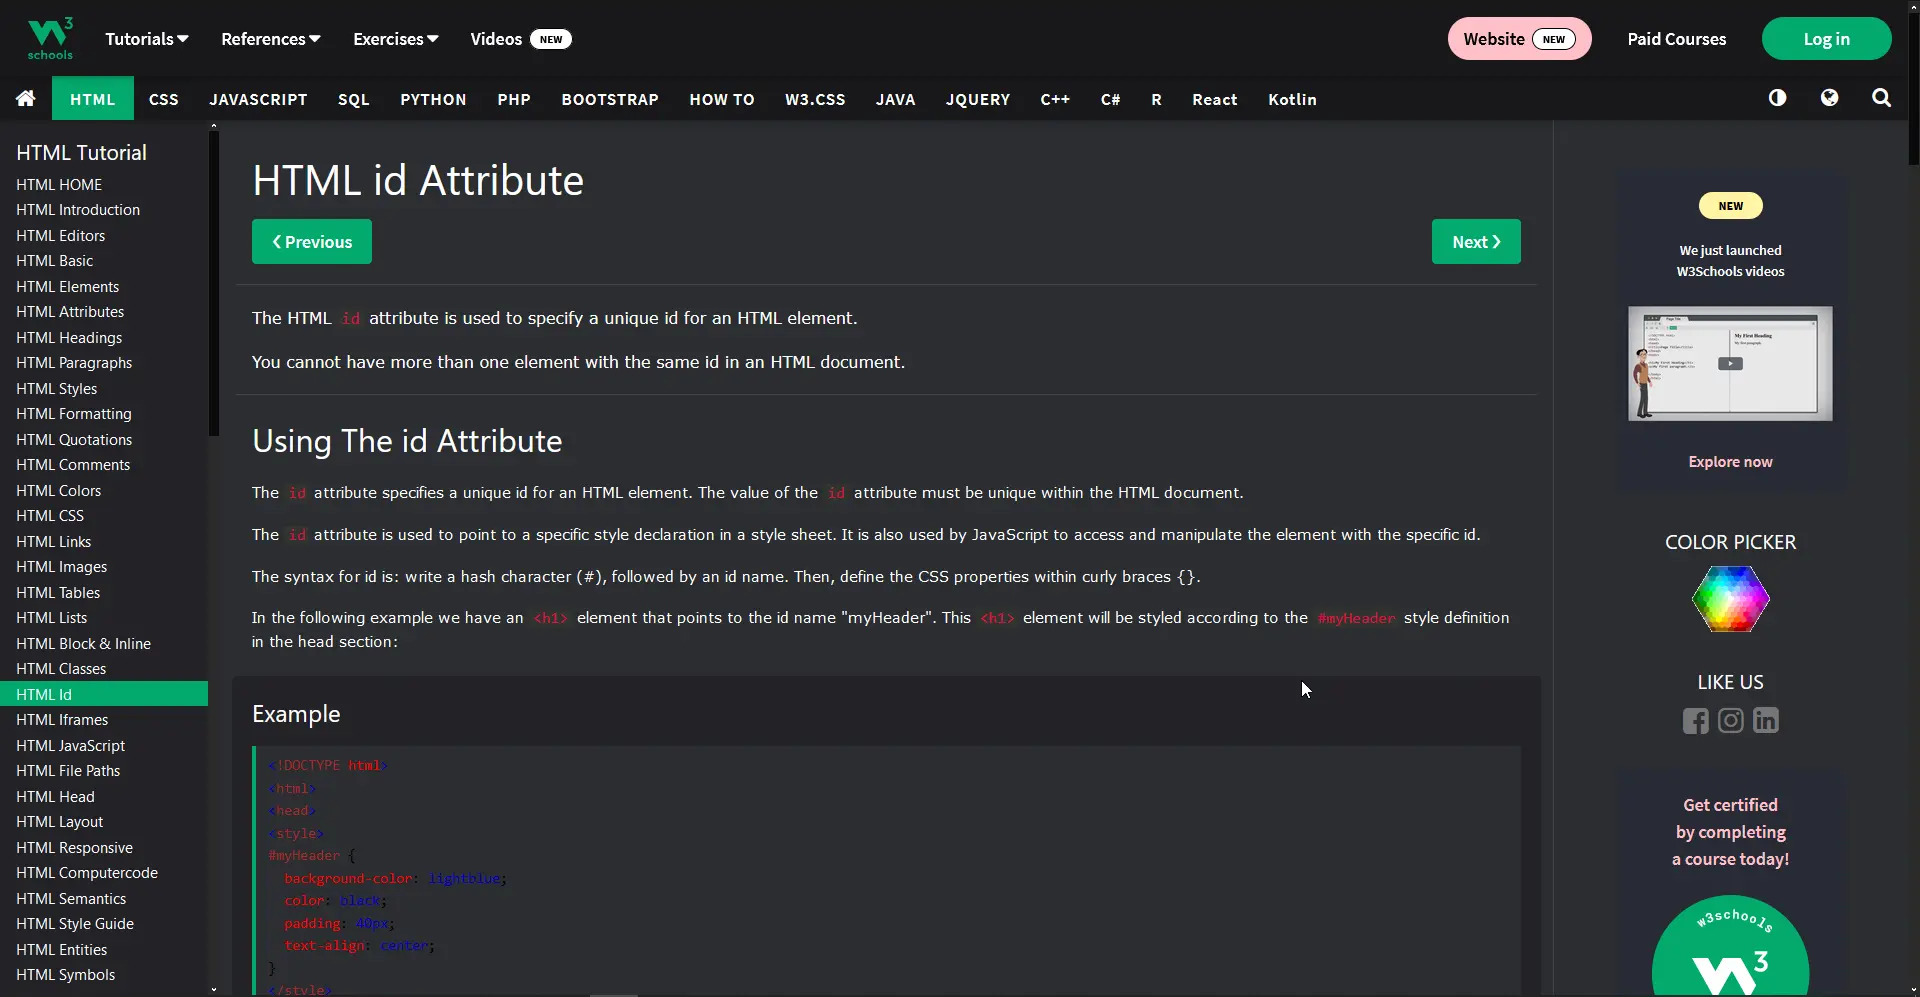 W3 schools
Tutorials References Exercises Videos NEW Website NEW Paid Courses Log in
HTML CSS JAVASCRIPT SQL PYTHON PHP BOOTSTRAP HOW TO W3.CSS JAVA JQUERY C++ C# R React Kotlin
HTML Tutorial
HTML HOME
HTML Introduction
HTML Editors
HTML Basic
HTML Elements
HTML Attributes
HTML Headings
HTML Paragraphs
HTML Styles
HTML Formatting
HTML Quotations
HTML Comments
HTML Colors
HTML CSS
HTML Links
HTML Images
HTML Tables
HTML Lists
HTML Block & Inline
HTML Classes
HTML Id
HTML Iframes
HTML JavaScript
HTML File Paths
HTML Head
HTML Layout
HTML Responsive
HTML Computercode
HTML Semantics
HTML Style Guide
HTML Entities
HTML Symbols
HTML id Attribute
❮ Previous
Next ❯
The HTML id attribute is used to specify a unique id for an HTML element.
You cannot have more than one element with the same id in an HTML document.
Using The id Attribute
The id attribute specifies a unique id for an HTML element. The value of the id attribute must be unique within the HTML document.
The id attribute is used to point to a specific style declaration in a style sheet. It is also used by JavaScript to access and manipulate the element with the specific id.
The syntax for id is: write a hash character (#), followed by an id name. Then, define the CSS properties within curly braces {}.
In the following example we have an <h1> element that points to the id name "myHeader". This <h1> element will be styled according to the #myHeader style definition
in the head section:
Example
<!DOCTYPE html>
<html>
<head>
<style>
#myHeader {
background-color: lightblue;
color: black;
padding: 40px;
text-align: center;
}
</style>
NEW
We just launched
W3Schools videos
My First Heading
Explore now
COLOR PICKER
LIKE US
Get certified
by completing
a course today!
w3schools
W3